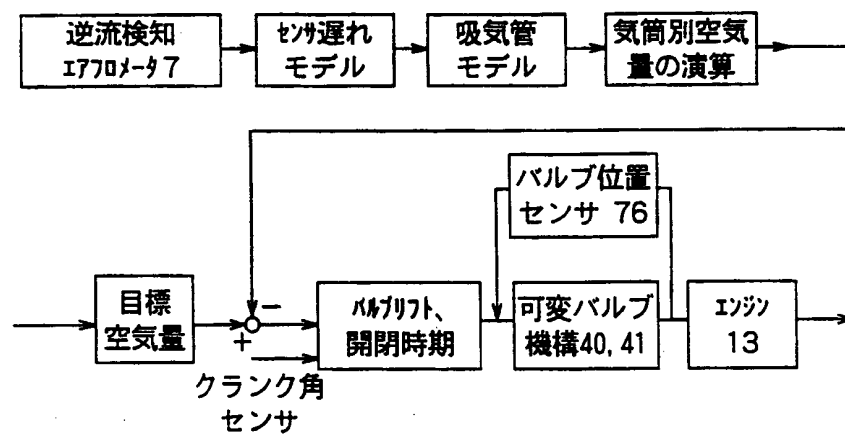 逆流検知
ｴｱﾌﾛﾒｰﾀ 7
ｾﾝｻ遅れ
モデル
吸気管
モデル
気筒別空気
量の演算
バルブ位置
センサ 76
目標
空気量
−
+
ﾊﾞﾙﾌﾞﾘﾌﾄ、
開閉時期
可変バルブ
機構40, 41
ｴﾝｼﾞﾝ
13
クランク角
センサ